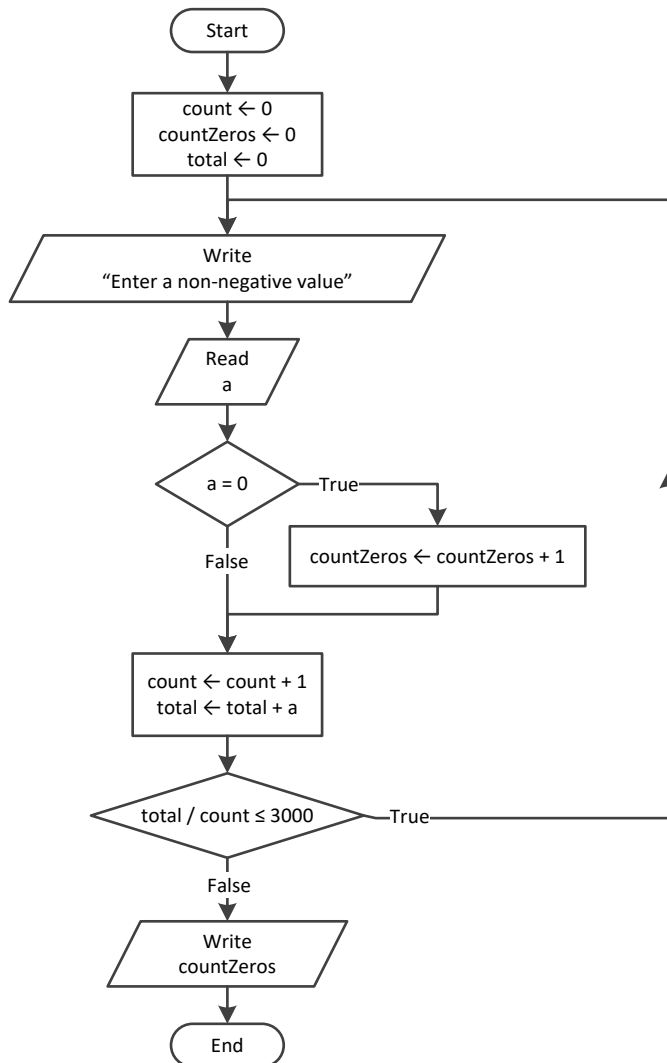 Start
count ← 0
countZeros ← 0
total ← 0
Write
“Enter a non-negative value”
Read
a
a = 0
True
countZeros ← countZeros + 1
False
count ← count + 1
total ← total + a
total / count ≤ 3000
True
False
Write
countZeros
End